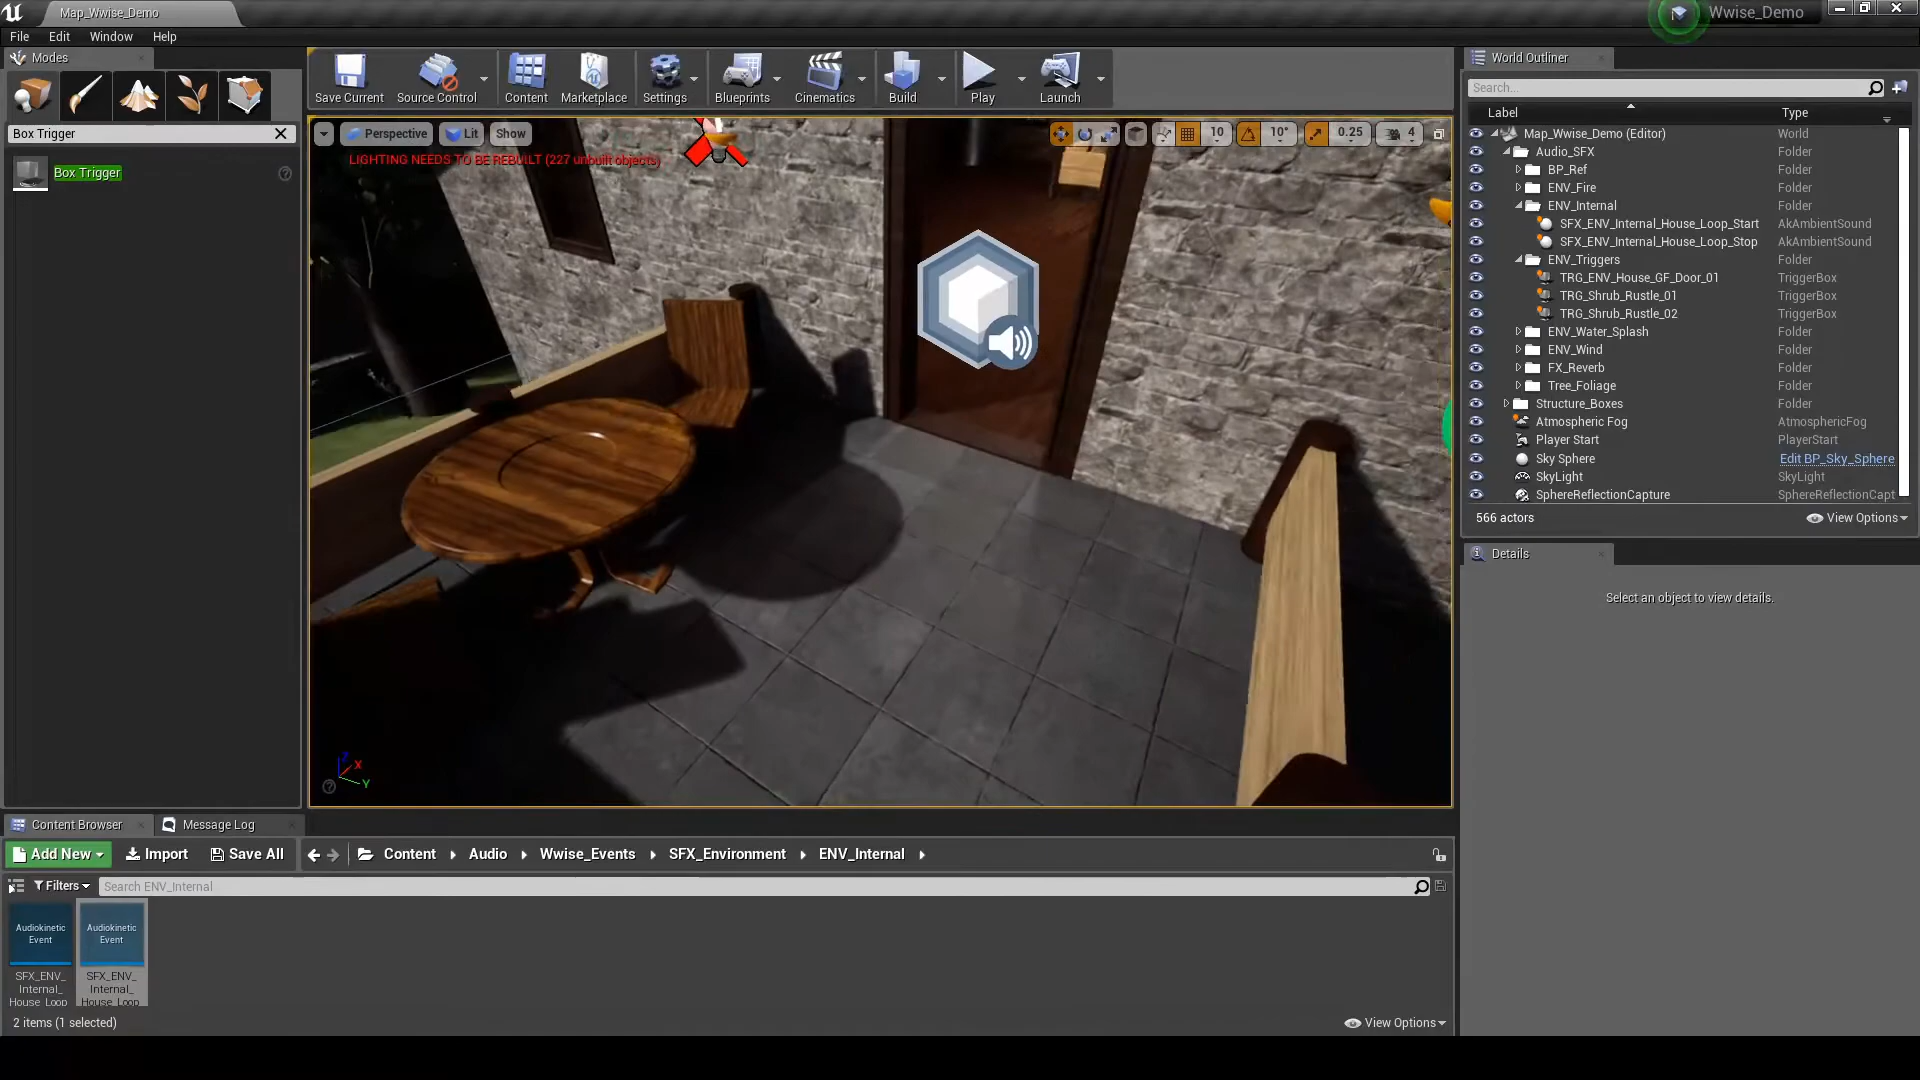 Map_Wwise_Demo
Wwise_Demo
File Edit Window Help
Modes
Box Trigger
Box Trigger
Save Current
Source Control
Content
Marketplace
Settings
Blueprints
Cinematics
Build
Play
Launch
Perspective
Lit
Show
10
10°
0.25
4
LIGHTING NEEDS TO BE REBUILT (227 unbuilt objects)
Z
X
Y
World Outliner
Search...
Label Type
Map_Wwise_Demo (Editor) World
Audio_SFX Folder
BP_Ref Folder
ENV_Fire Folder
ENV_Internal Folder
SFX_ENV_Internal_House_Loop_Start AkAmbientSound
SFX_ENV_Internal_House_Loop_Stop AkAmbientSound
ENV_Triggers Folder
TRG_ENV_House_GF_Door_01 TriggerBox
TRG_Shrub_Rustle_01 TriggerBox
TRG_Shrub_Rustle_02 TriggerBox
ENV_Water_Splash Folder
ENV_Wind Folder
FX_Reverb Folder
Tree_Foliage Folder
Structure_Boxes Folder
Atmospheric Fog AtmosphericFog
Player Start PlayerStart
Sky Sphere Edit BP_Sky_Sphere
SkyLight SkyLight
SphereReflectionCapture SphereReflectionCapt
566 actors
View Options
Details
Select an object to view details.
Content Browser
Message Log
Add New
Import
Save All
Content
Audio
Wwise_Events
SFX_Environment
ENV_Internal
Filters
Search ENV_Internal
Audiokinetic
Event
SFX_ENV_
Internal_
House_Loop
Audiokinetic
Event
SFX_ENV_
Internal_
House_Loop
2 items (1 selected)
View Options